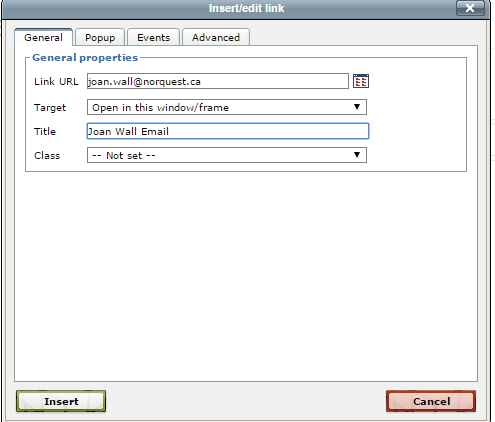 Insert/edit link
General Popup Events Advanced
General properties
Link URL joan.wall@norquest.ca
Target Open in this window/frame
Title Joan Wall Email
Class -- Not set --
Insert Cancel